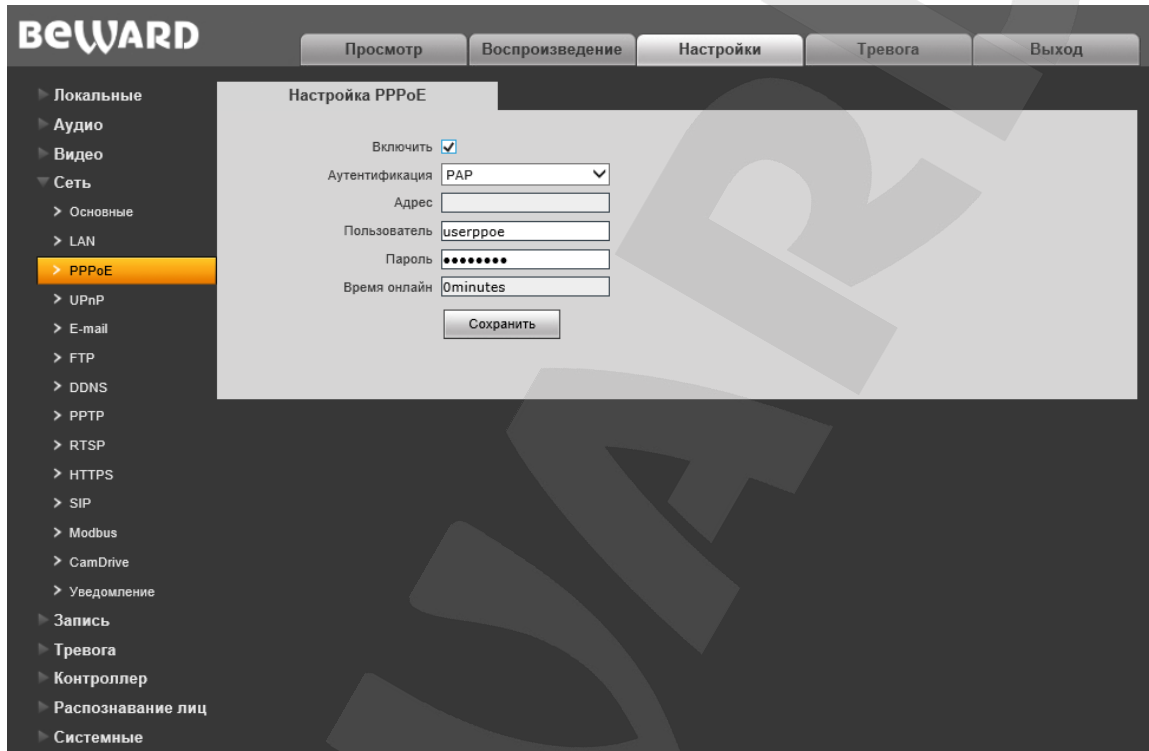 BEWARD
Просмотр Воспроизведение Настройки Тревога Выход
Локальные
Аудио
Видео
Сеть
Основные
LAN
PPPoE
UPnP
E-mail
FTP
DDNS
PPTP
RTSP
HTTPS
SIP
Modbus
CamDrive
Уведомление
Запись
Тревога
Контроллер
Распознавание лиц
Системные
Настройка PPPoE
Включить
Аутентификация PAP
Адрес
Пользователь userppoe
Пароль ●●●●●●●●
Время онлайн 0minutes
Сохранить